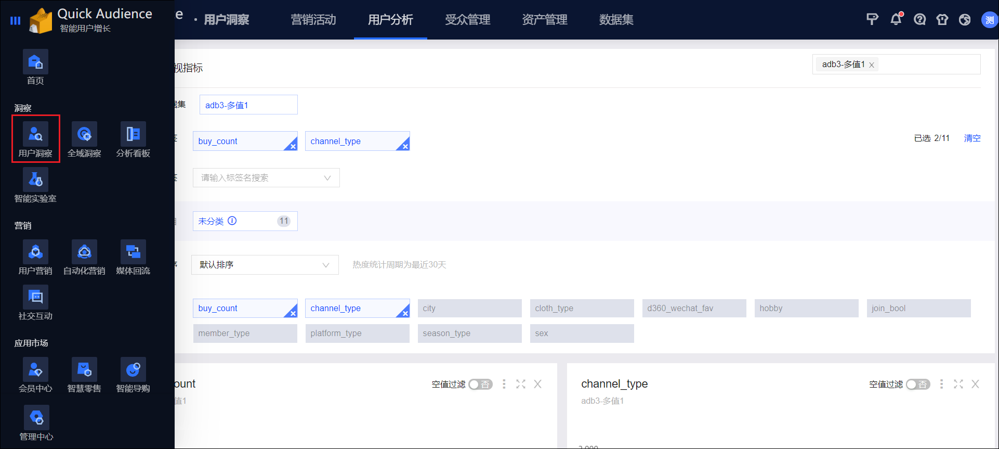 Quick Audience
智能用户增长
ce
· 用户洞察
营销活动
用户分析
受众管理
资产管理
数据集
测
首页
洞察
用户洞察
全域洞察
分析看板
智能实验室
营销
用户营销
自动化营销
媒体回流
社交互动
应用市场
会员中心
智慧零售
智能导购
管理中心
视指标
adb3-多值1 X
据集
adb3-多值1
签
buy_count
channel_type
已选 2/11
清空
签
请输入标签名搜索
目
未分类
11
序
默认排序
热度统计周期为最近30天
buy_count
channel_type
city
cloth_type
d360_wechat_fav
hobby
join_bool
member_type
platform_type
season_type
sex
ount
空值过滤 否
值1
channel_type
空值过滤 否
adb3-多值1
3,000